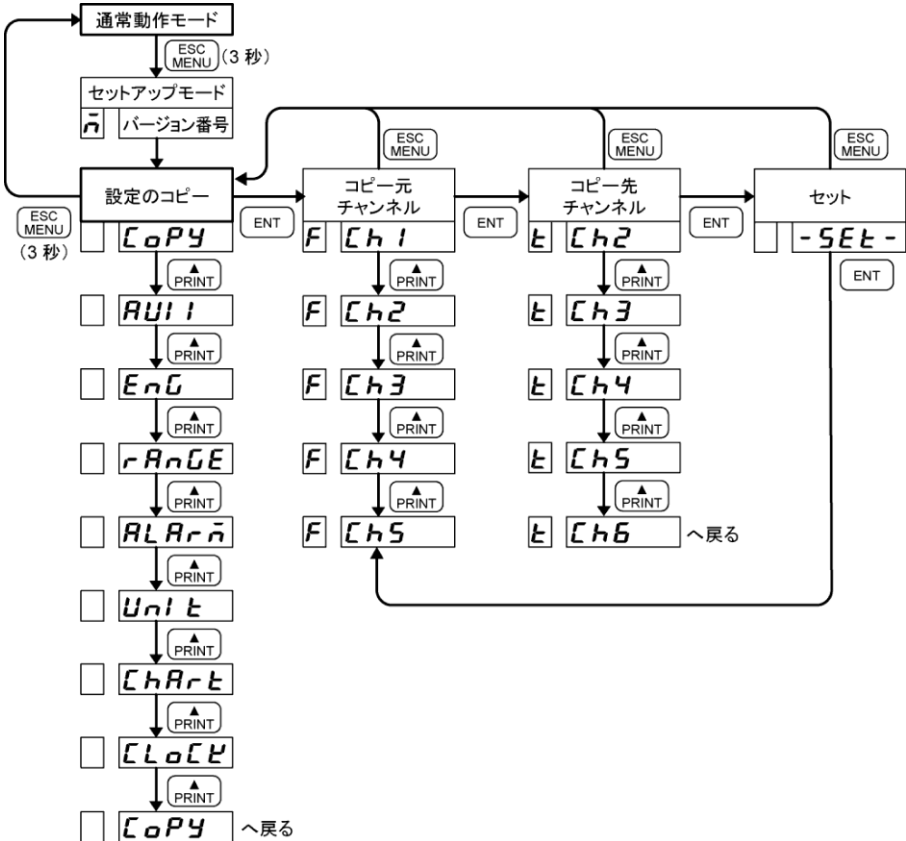 通常動作モード
ESC
MENU
(3 秒)
セットアップモード
n̄ バージョン番号
設定のコピー
ESC
MENU
(3 秒)
ENT
CoPY
▲
PRINT
AUI1
▲
PRINT
EnG
▲
PRINT
rAnGE
▲
PRINT
ALArn̄
▲
PRINT
UnIt
▲
PRINT
ChArt
▲
PRINT
CLoCK
▲
PRINT
CoPY へ戻る
ESC
MENU
コピー元
チャンネル
ENT
F Ch1
▲
PRINT
F Ch2
▲
PRINT
F Ch3
▲
PRINT
F Ch4
▲
PRINT
F Ch5
ESC
MENU
コピー先
チャンネル
ENT
t Ch2
▲
PRINT
t Ch3
▲
PRINT
t Ch4
▲
PRINT
t Ch5
▲
PRINT
t Ch6 へ戻る
ESC
MENU
セット
-SEt-
ENT